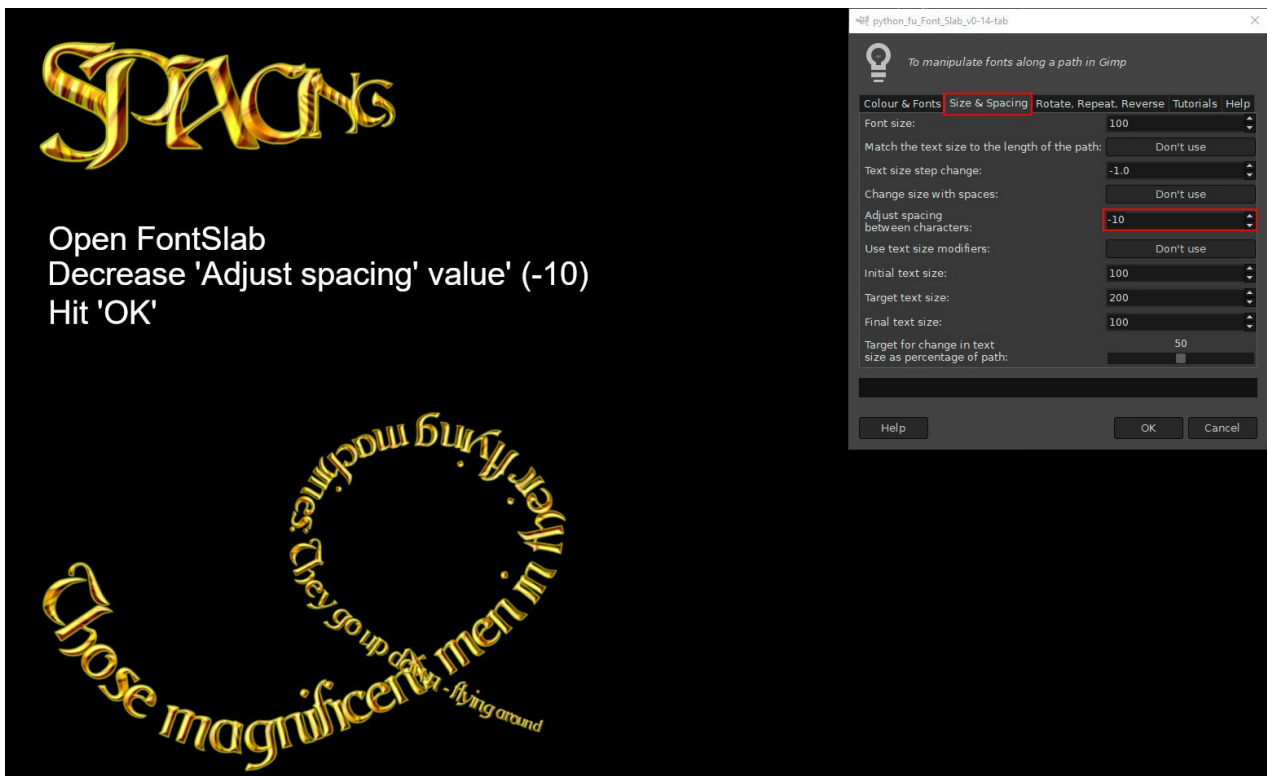 SPACING
Open FontSlab
Decrease 'Adjust spacing' value' (-10)
Hit 'OK'
Those magnificent men in their flying machines. They go up down - flying around
python_fu_Font_Slab_v0-14-tab
To manipulate fonts along a path in Gimp
Colour & Fonts Size & Spacing Rotate, Repeat, Reverse Tutorials Help
Font size: 100
Match the text size to the length of the path: Don't use
Text size step change: -1.0
Change size with spaces: Don't use
Adjust spacing
between characters: -10
Use text size modifiers: Don't use
Initial text size: 100
Target text size: 200
Final text size: 100
Target for change in text 50
size as percentage of path:
Help OK Cancel